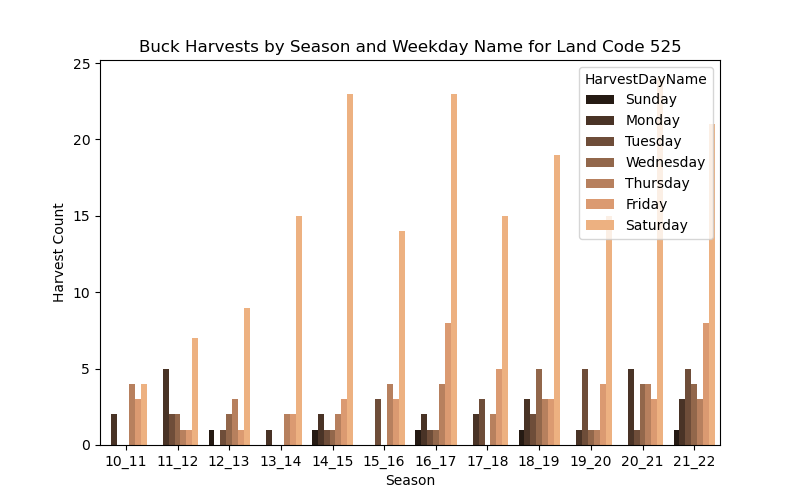 Buck Harvests by Season and Weekday Name for Land Code 525
25
20
15
10
5
0
Harvest Count
HarvestDayName
Sunday
Monday
Tuesday
Wednesday
Thursday
Friday
Saturday
10_11 11_12 12_13 13_14 14_15 15_16 16_17 17_18 18_19 19_20 20_21 21_22
Season